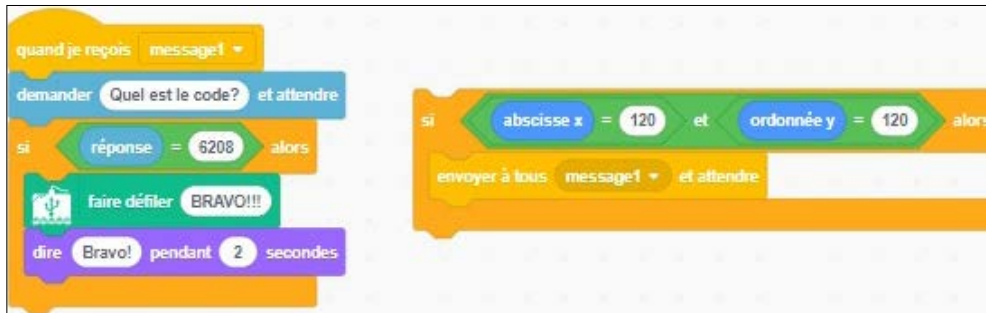 quand je reçois message1
demander Quel est le code? et attendre
si réponse = 6208 alors
faire défiler BRAVO!!!
dire Bravo! pendant 2 secondes
si abscisse x = 120 et ordonnée y = 120 alors
envoyer à tous message1 et attendre